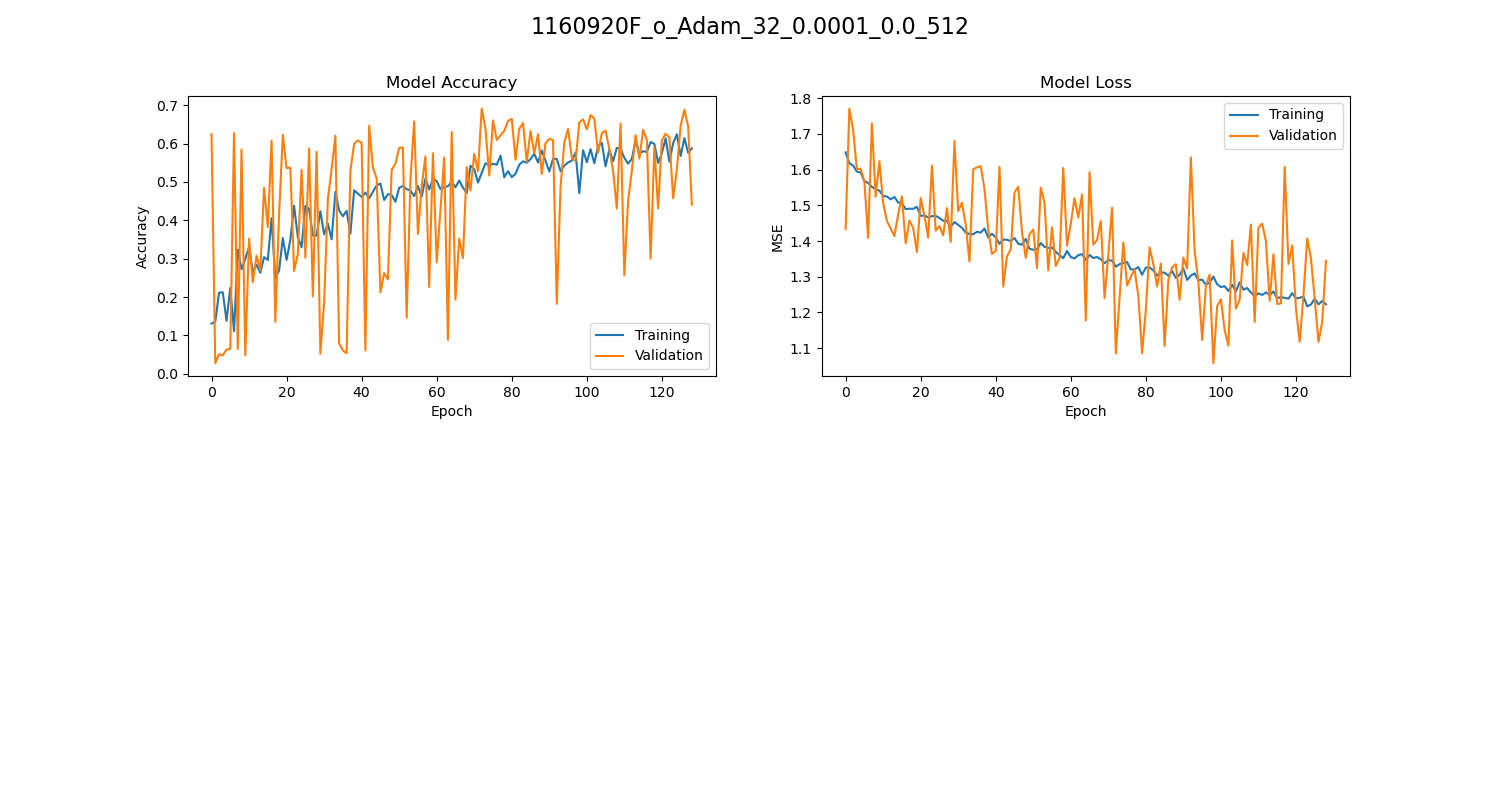 1160920F_o_Adam_32_0.0001_0.0_512
Model Accuracy
0.7
0.6
0.5
0.4
0.3
0.2
0.1
0.0
Accuracy
0 20 40 60 80 100 120
Epoch
Training
Validation
Model Loss
1.8
1.7
1.6
1.5
1.4
1.3
1.2
1.1
MSE
0 20 40 60 80 100 120
Epoch
Training
Validation